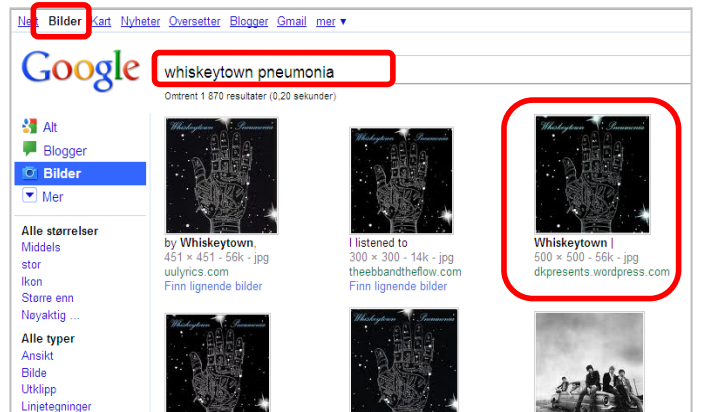 Nett Bilder Kart Nyheter Oversetter Blogger Gmail mer ▼
Google
whiskeytown pneumonia
Omtrent 1 870 resultater (0,20 sekunder)
Alt
Blogger
Bilder
Mer
Alle størrelser
Middels
stor
Ikon
Større enn
Nøyaktig ...
Alle typer
Ansikt
Bilde
Utklipp
Linjetegninger
Whiskeytown Pneumonia
by Whiskeytown,
451 × 451 - 56k - jpg
uulyrics.com
Finn lignende bilder
Whiskeytown Pneumonia
I listened to
300 × 300 - 14k - jpg
theebbandtheflow.com
Finn lignende bilder
Whiskeytown Pneumonia
Whiskeytown |
500 × 500 - 56k - jpg
dkpresents.wordpress.com
Whiskeytown Pneumonia
Whiskeytown Pneumonia